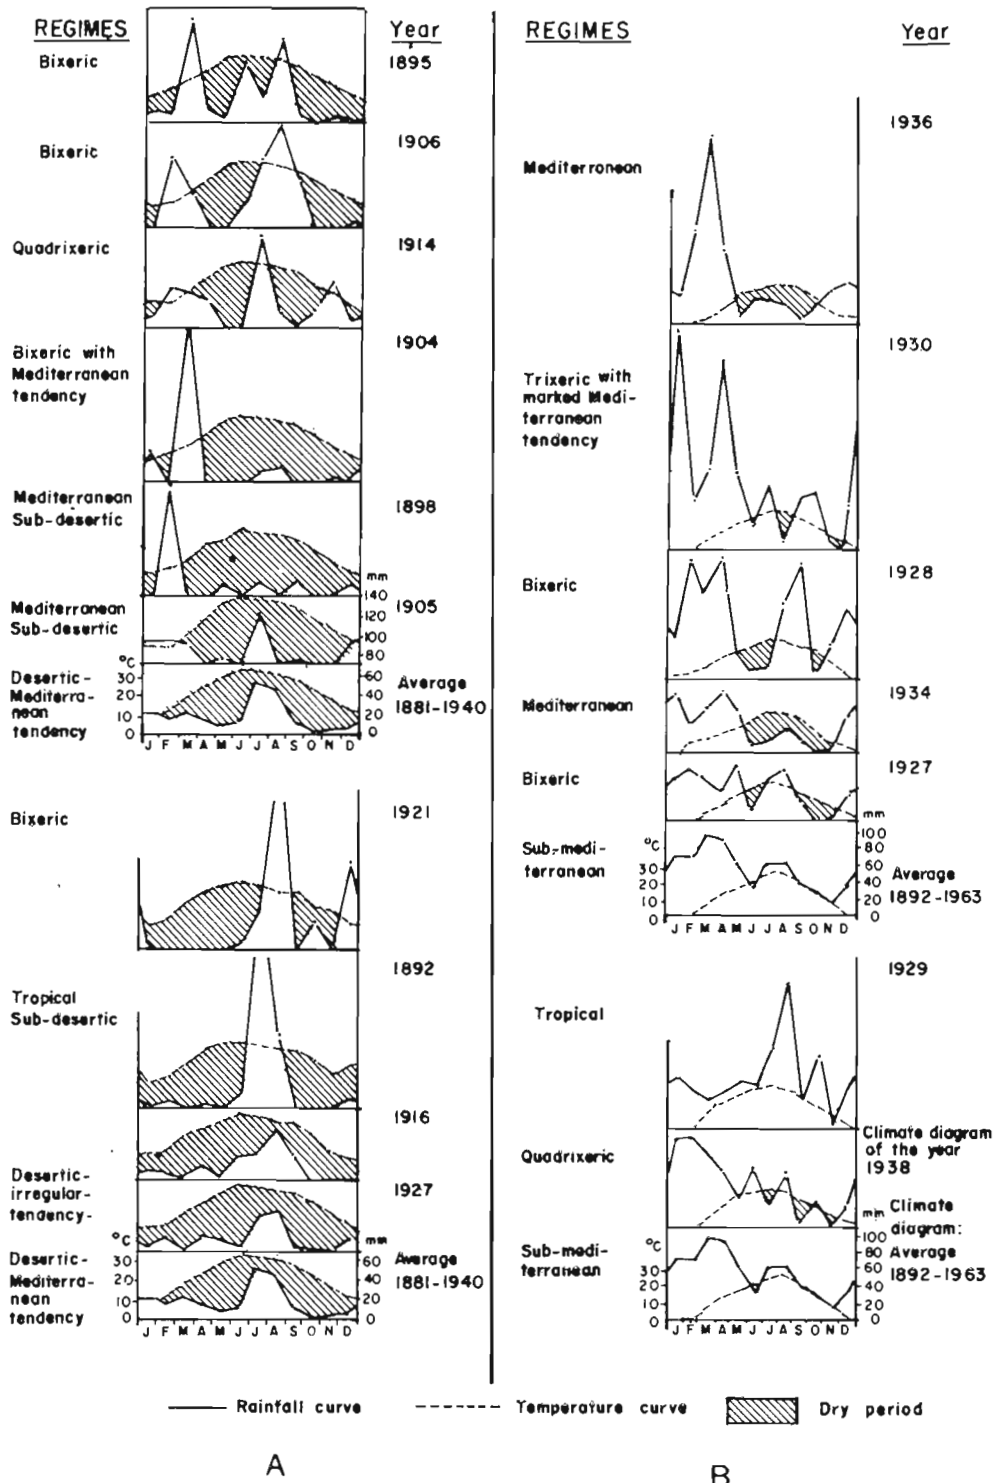 REGIMES Year
Bixeric 1895
Bixeric 1906
Quadrixeric 1914
Bixeric with
Mediterranean
tendency
1904
Mediterranean
Sub-desertic
1898
mm
140
120
100
80
Mediterranean
Sub-desertic
1905
°C
30
20
10
0
60
40
20
0
Desertic-
Mediterra-
nean
tendency
Average
1881-1940
J F M A M J J A S O N D
Bixeric 1921
Tropical
Sub-desertic
1892
1916
Desertic-
irregular-
tendency-
1927
°C
30
20
10
0
mm
60
40
20
0
Desertic-
Mediterra-
nean
tendency
Average
1881-1940
J F M A M J J A S O N D
REGIMES Year
Mediterranean 1936
Trixeric with
marked Medi-
terranean
tendency
1930
Bixeric 1928
Mediterranean 1934
Bixeric 1927
mm
100
80
60
40
20
0
°C
30
20
10
0
Sub-medi-
terranean
Average
1892-1963
J F M A M J J A S O N D
Tropical 1929
Climate diagram
of the year
1938
Quadrixeric
mm
100
80
60
40
20
0
Climate
diagram:
Average
1892-1963
Sub-medi-
terranean
°C
30
20
10
0
J F M A M J J A S O N D
Rainfall curve Temperature curve Dry period
A B